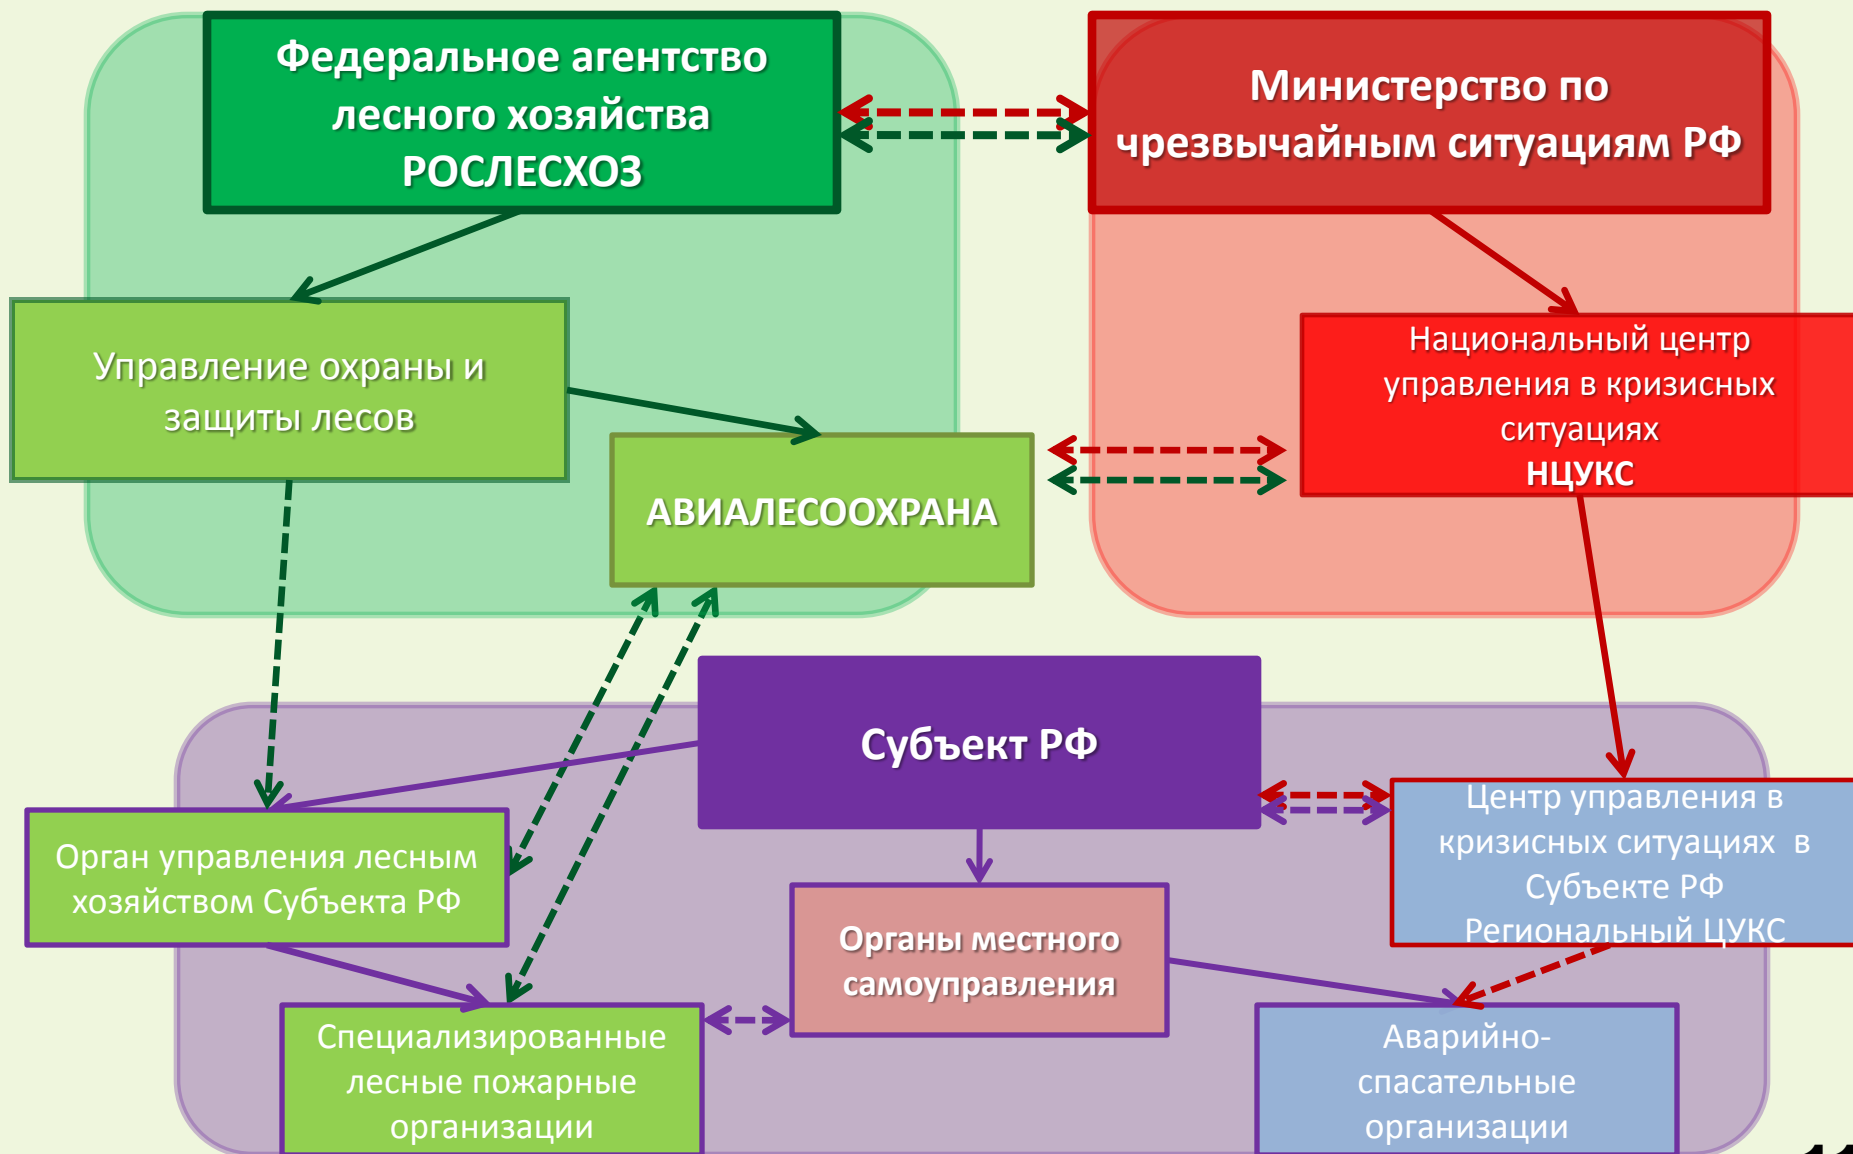 Федеральное агентство
лесного хозяйства
РОСЛЕСХОЗ
Министерство по
чрезвычайным ситуациям РФ
Управление охраны и
защиты лесов
Национальный центр
управления в кризисных
ситуациях
НЦУКС
АВИАЛЕСООХРАНА
Субъект РФ
Орган управления лесным
хозяйством Субъекта РФ
Центр управления в
кризисных ситуациях в
Субъекте РФ
Региональный ЦУКС
Органы местного
самоуправления
Специализированные
лесные пожарные
организации
Аварийно-
спасательные
организации